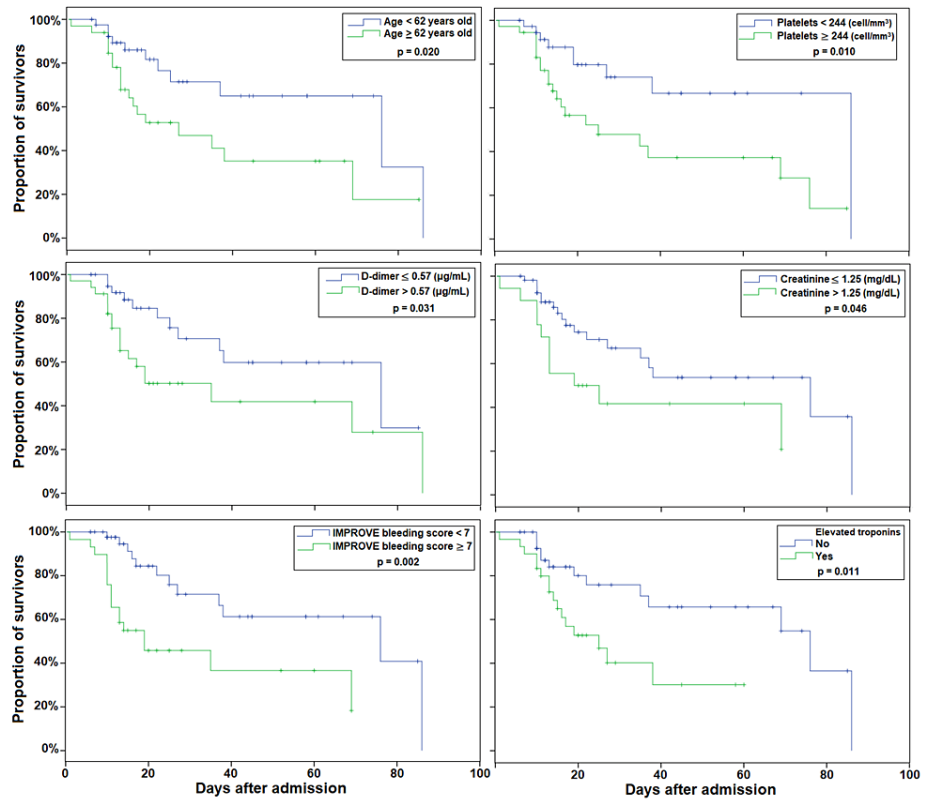 Proportion of survivors
100%
80%
60%
40%
20%
0%
Age < 62 years old
Age ≥ 62 years old
p = 0.020
Platelets < 244 (cell/mm³)
Platelets ≥ 244 (cell/mm³)
p = 0.010
Proportion of survivors
100%
80%
60%
40%
20%
0%
D-dimer ≤ 0.57 (µg/mL)
D-dimer > 0.57 (µg/mL)
p = 0.031
Creatinine ≤ 1.25 (mg/dL)
Creatinine > 1.25 (mg/dL)
p = 0.046
Proportion of survivors
100%
80%
60%
40%
20%
0%
IMPROVE bleeding score < 7
IMPROVE bleeding score ≥ 7
p = 0.002
Elevated troponins
No
Yes
p = 0.011
0 20 40 60 80 100
20 40 60 80 100
Days after admission
Days after admission